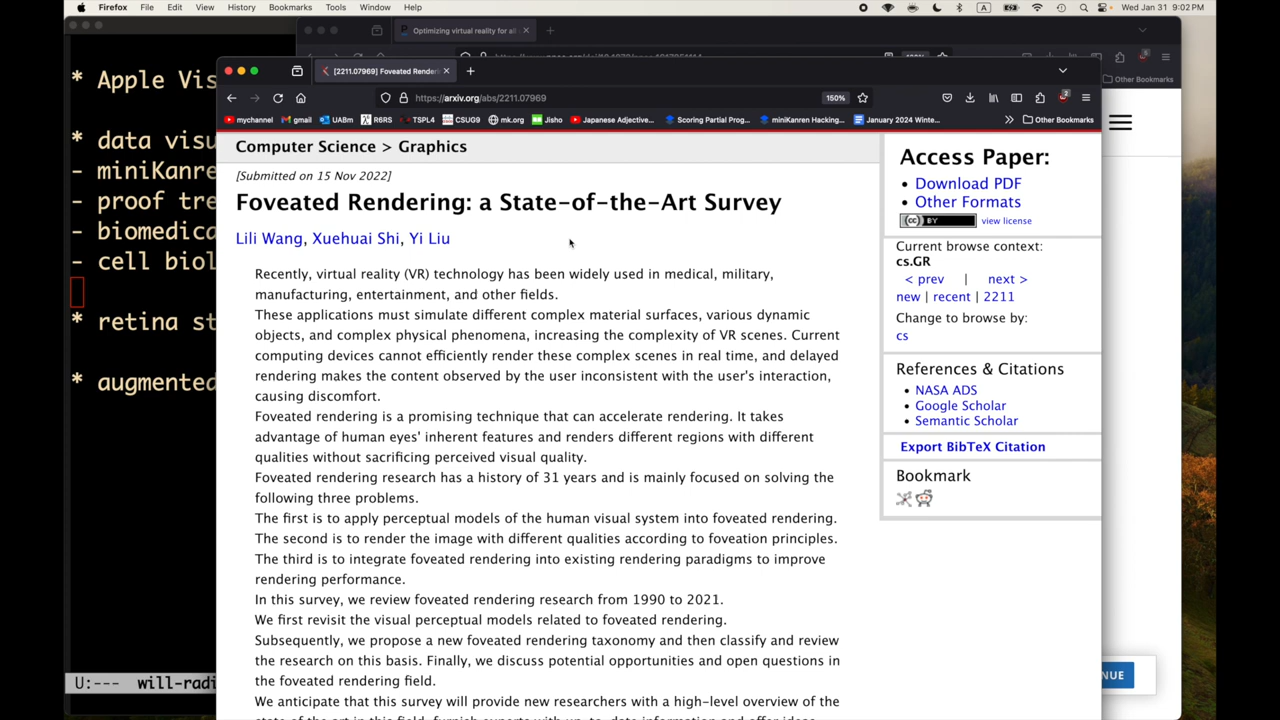 Firefox File Edit View History Bookmarks Tools Window Help A Wed Jan 31 9:02 PM
Optimizing virtual reality for all
[2211.07969] Foveated Renderin
https://arxiv.org/abs/2211.07969 150% 2
mychannel gmail UABm R6RS TSPL4 CSUG9 mk.org Jisho Japanese Adjective... Scoring Partial Prog... miniKanren Hacking... January 2024 Winte... Other Bookmarks
Other Bookmarks
* Apple Vis
* data visu
- miniKanre
- proof tre
- biomedica
- cell biol
* retina st
* augmented
U:--- will-radi
Computer Science > Graphics
[Submitted on 15 Nov 2022]
Foveated Rendering: a State-of-the-Art Survey
Lili Wang, Xuehuai Shi, Yi Liu
Recently, virtual reality (VR) technology has been widely used in medical, military,
manufacturing, entertainment, and other fields.
These applications must simulate different complex material surfaces, various dynamic
objects, and complex physical phenomena, increasing the complexity of VR scenes. Current
computing devices cannot efficiently render these complex scenes in real time, and delayed
rendering makes the content observed by the user inconsistent with the user's interaction,
causing discomfort.
Foveated rendering is a promising technique that can accelerate rendering. It takes
advantage of human eyes' inherent features and renders different regions with different
qualities without sacrificing perceived visual quality.
Foveated rendering research has a history of 31 years and is mainly focused on solving the
following three problems.
The first is to apply perceptual models of the human visual system into foveated rendering.
The second is to render the image with different qualities according to foveation principles.
The third is to integrate foveated rendering into existing rendering paradigms to improve
rendering performance.
In this survey, we review foveated rendering research from 1990 to 2021.
We first revisit the visual perceptual models related to foveated rendering.
Subsequently, we propose a new foveated rendering taxonomy and then classify and review
the research on this basis. Finally, we discuss potential opportunities and open questions in
the foveated rendering field.
We anticipate that this survey will provide new researchers with a high-level overview of the
Access Paper:
• Download PDF
• Other Formats
(cc) BY view license
Current browse context:
cs.GR
< prev | next >
new | recent | 2211
Change to browse by:
cs
References & Citations
• NASA ADS
• Google Scholar
• Semantic Scholar
Export BibTeX Citation
Bookmark
NUE